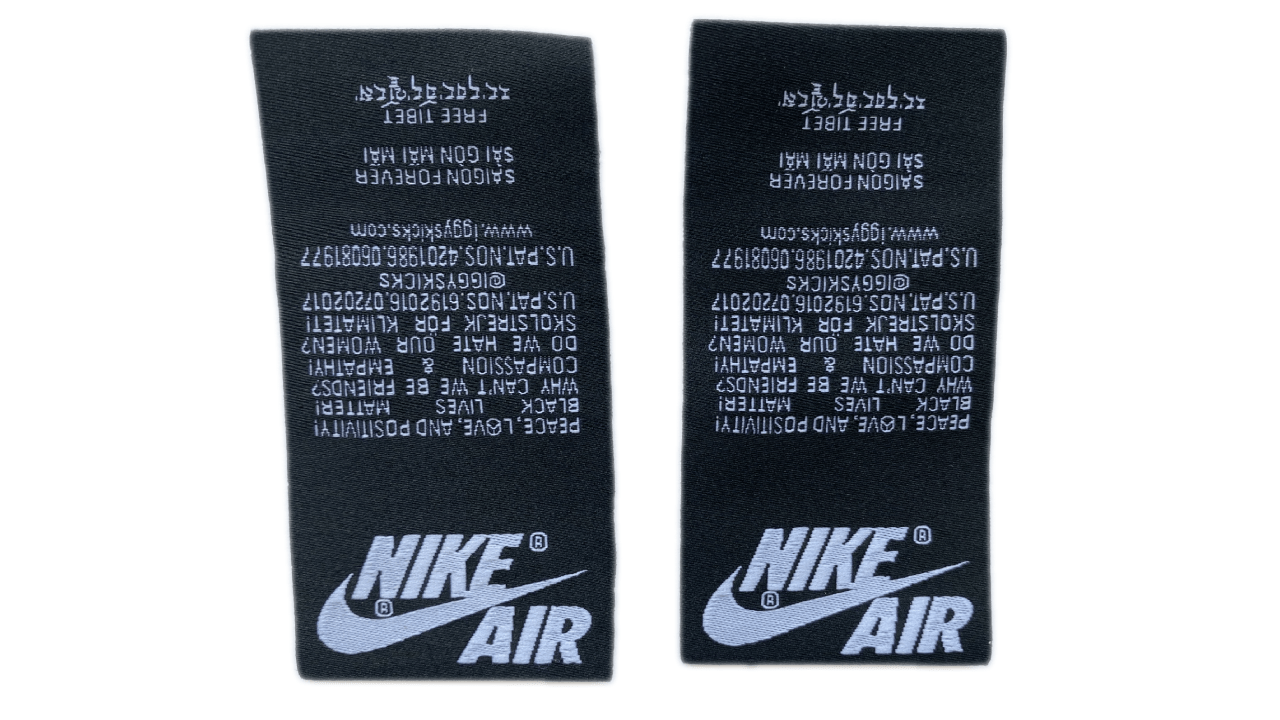 PEACE, LOVE, AND POSITIVITY!
BLACK LIVES MATTER!
WHY CAN'T WE BE FRIENDS?
COMPASSION & EMPATHY!
DO WE HATE OUR WOMEN?
SKOLSTREJK FÖR KLIMATET!
U.S.PAT.NOS.6192016.07202017
@IGGYSKICKS
U.S.PAT.NOS.4201986.06081977
www.iggyskicks.com
SAIGON FOREVER
SÀI GÒN MÃI MÃI
FREE TIBET
NIKE®
®
AIR
PEACE, LOVE, AND POSITIVITY!
BLACK LIVES MATTER!
WHY CAN'T WE BE FRIENDS?
COMPASSION & EMPATHY!
DO WE HATE OUR WOMEN?
SKOLSTREJK FÖR KLIMATET!
U.S.PAT.NOS.6192016.07202017
@IGGYSKICKS
U.S.PAT.NOS.4201986.06081977
www.iggyskicks.com
SAIGON FOREVER
SÀI GÒN MÃI MÃI
FREE TIBET
NIKE®
®
AIR